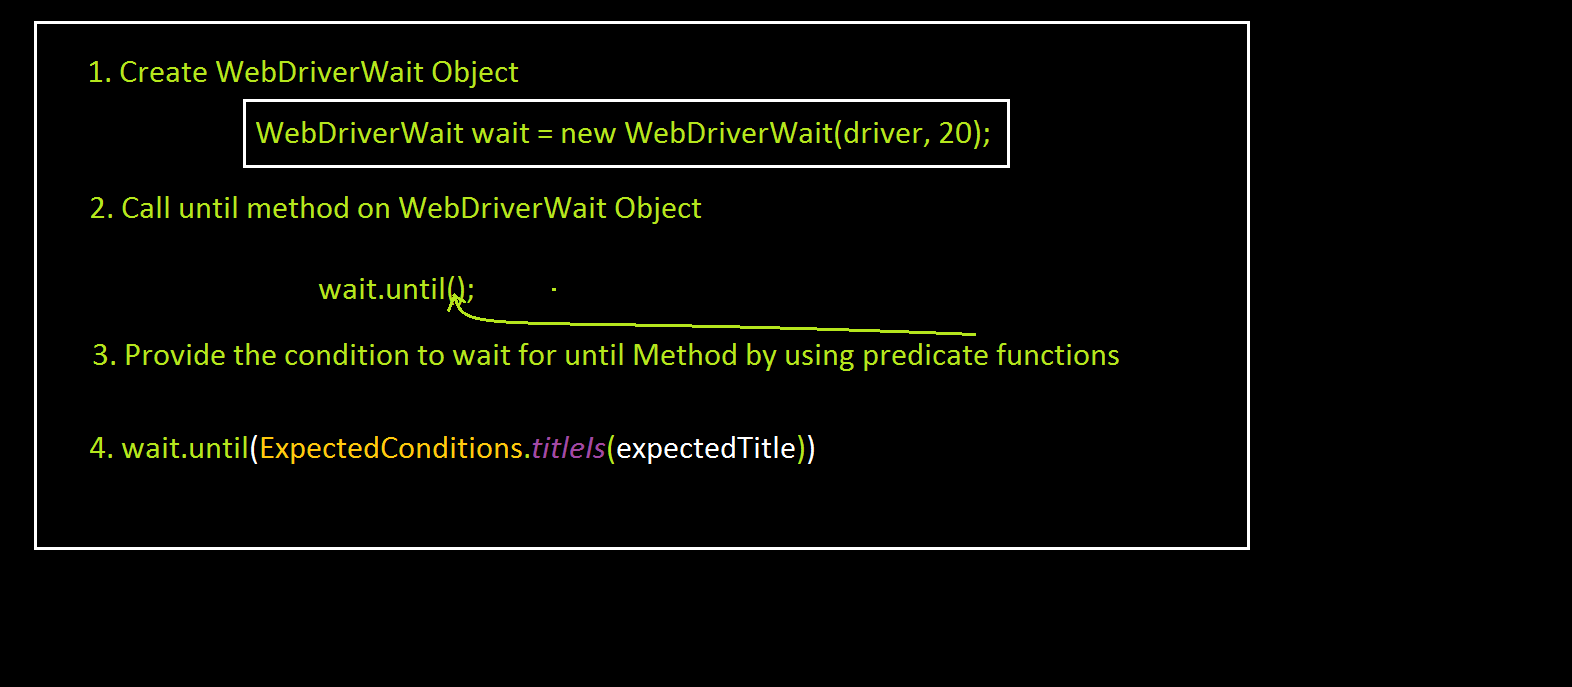 1. Create WebDriverWait Object
WebDriverWait wait = new WebDriverWait(driver, 20);
2. Call until method on WebDriverWait Object
wait.until();
3. Provide the condition to wait for until Method by using predicate functions
4. wait.until(ExpectedConditions.titleIs(expectedTitle))